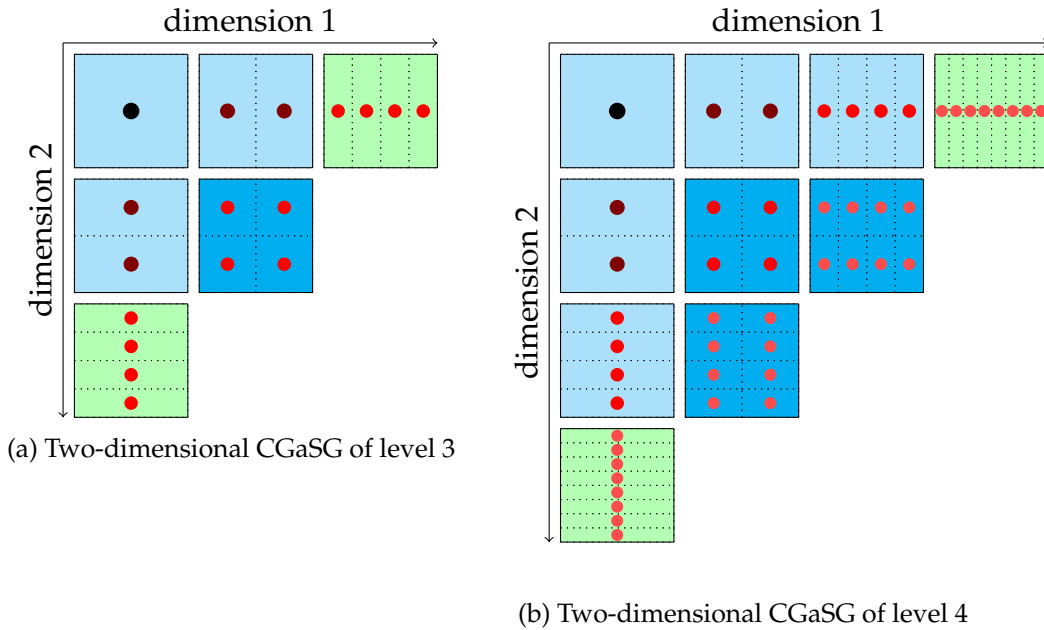 dimension 1
dimension 2
(a) Two-dimensional CGaSG of level 3
dimension 1
dimension 2
(b) Two-dimensional CGaSG of level 4